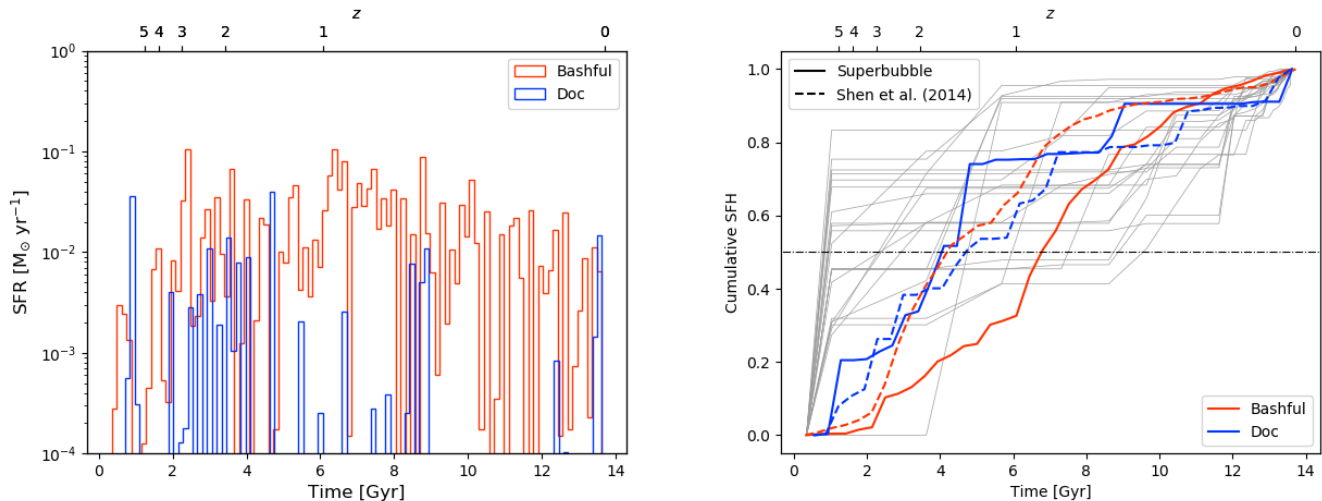 z
5 4 3 2 1 0
10⁰
10⁻¹
10⁻²
10⁻³
10⁻⁴
SFR [M⊙ yr⁻¹]
Bashful
Doc
0 2 4 6 8 10 12 14
Time [Gyr]
z
5 4 3 2 1 0
1.0
0.8
0.6
0.4
0.2
0.0
Cumulative SFH
Superbubble
Shen et al. (2014)
Bashful
Doc
0 2 4 6 8 10 12 14
Time [Gyr]